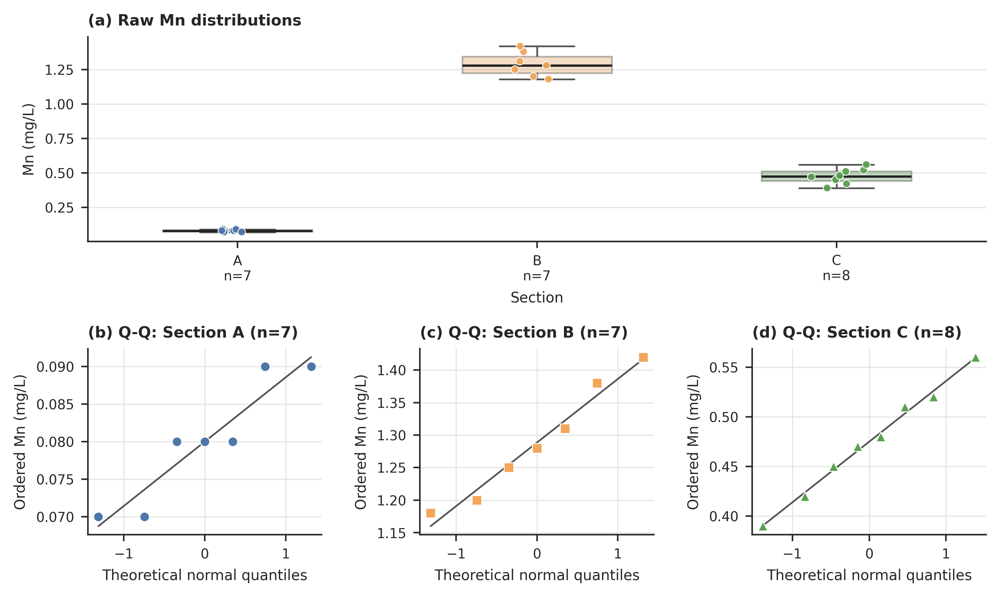 (a) Raw Mn distributions
Mn (mg/L)
1.25
1.00
0.75
0.50
0.25
A
n=7
B
n=7
C
n=8
Section
(b) Q-Q: Section A (n=7)
Ordered Mn (mg/L)
0.090
0.085
0.080
0.075
0.070
−1 0 1
Theoretical normal quantiles
(c) Q-Q: Section B (n=7)
Ordered Mn (mg/L)
1.40
1.35
1.30
1.25
1.20
1.15
−1 0 1
Theoretical normal quantiles
(d) Q-Q: Section C (n=8)
Ordered Mn (mg/L)
0.55
0.50
0.45
0.40
−1 0 1
Theoretical normal quantiles